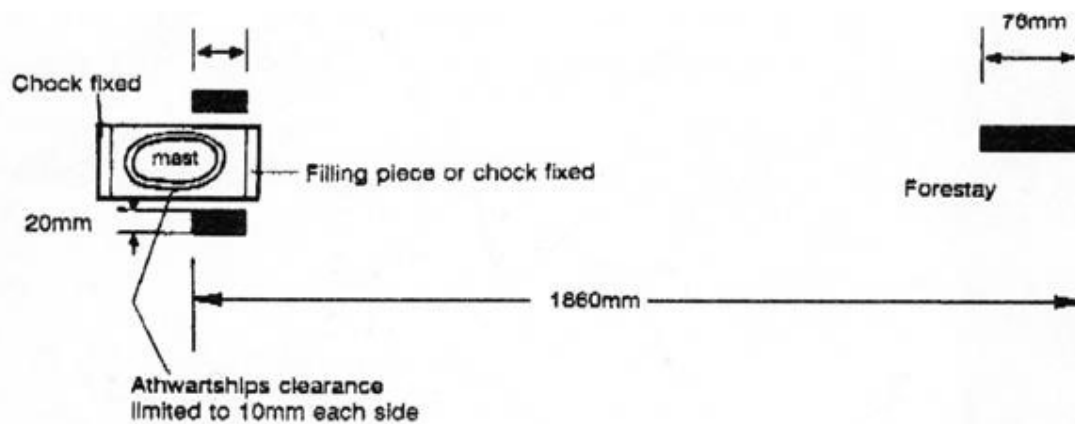 76mm
Chock fixed
mast
Filling piece or chock fixed
Forestay
20mm
1860mm
Athwartships clearance
limited to 10mm each side